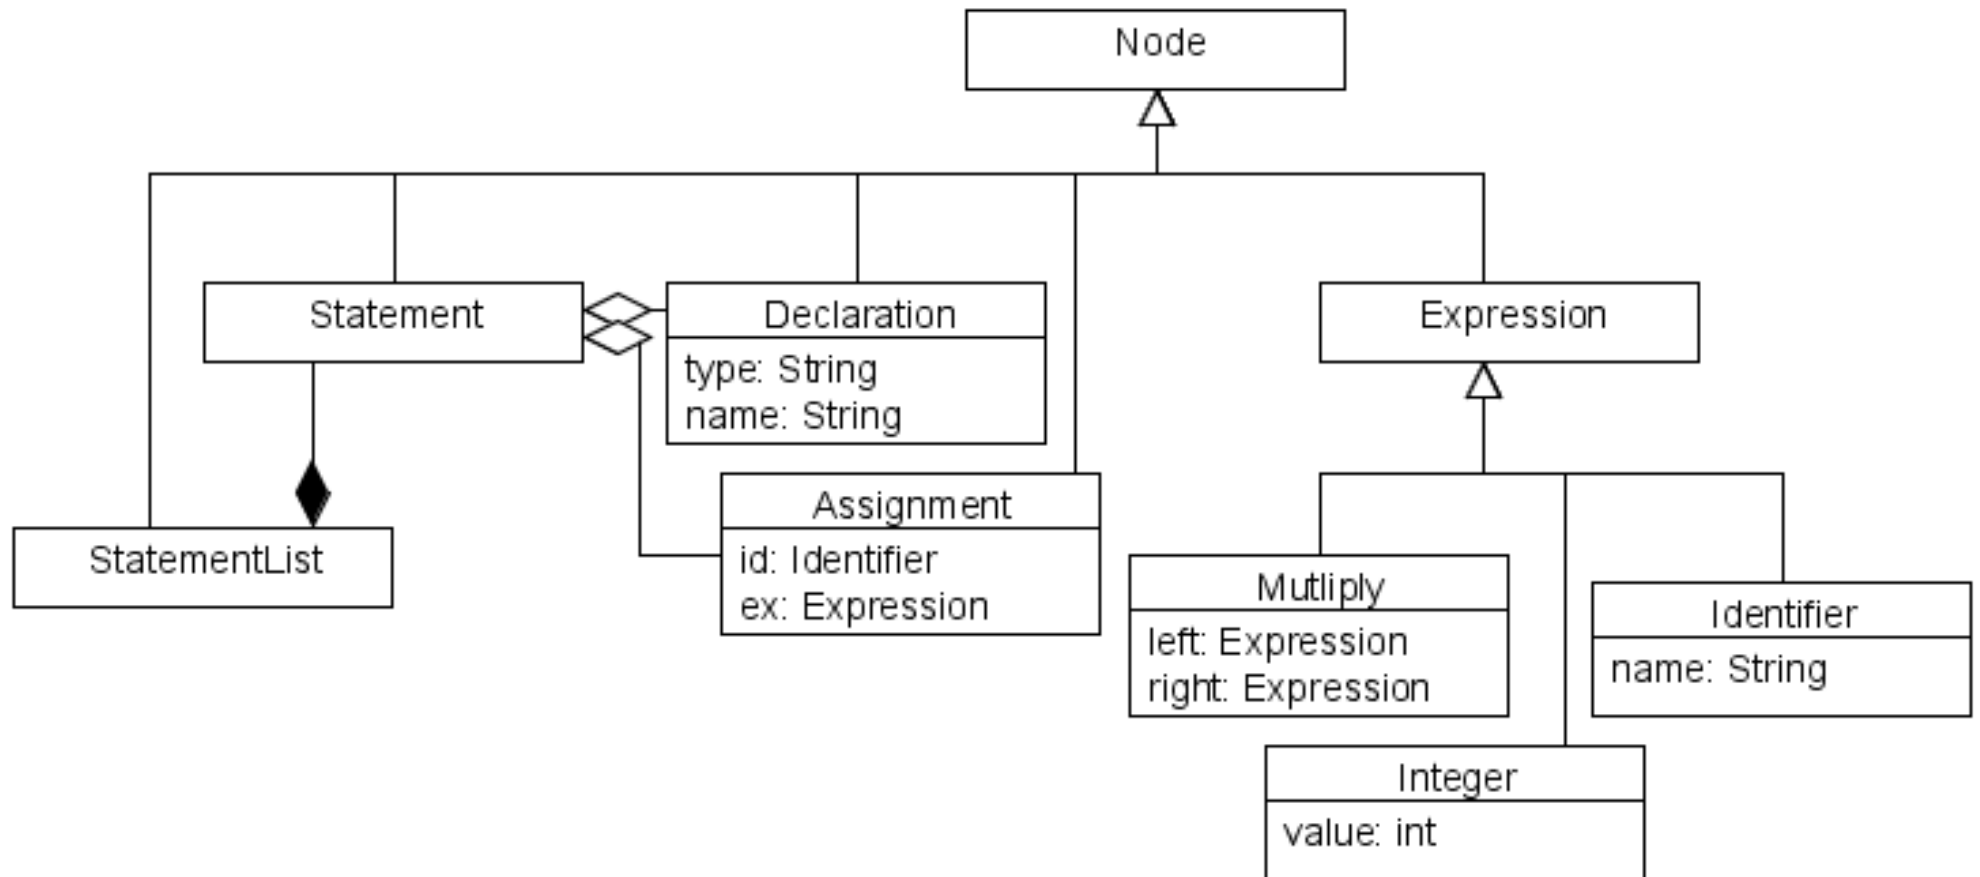 Node
Statement
Declaration
type: String
name: String
Expression
StatementList
Assignment
id: Identifier
ex: Expression
Mutliply
left: Expression
right: Expression
Identifier
name: String
Integer
value: int